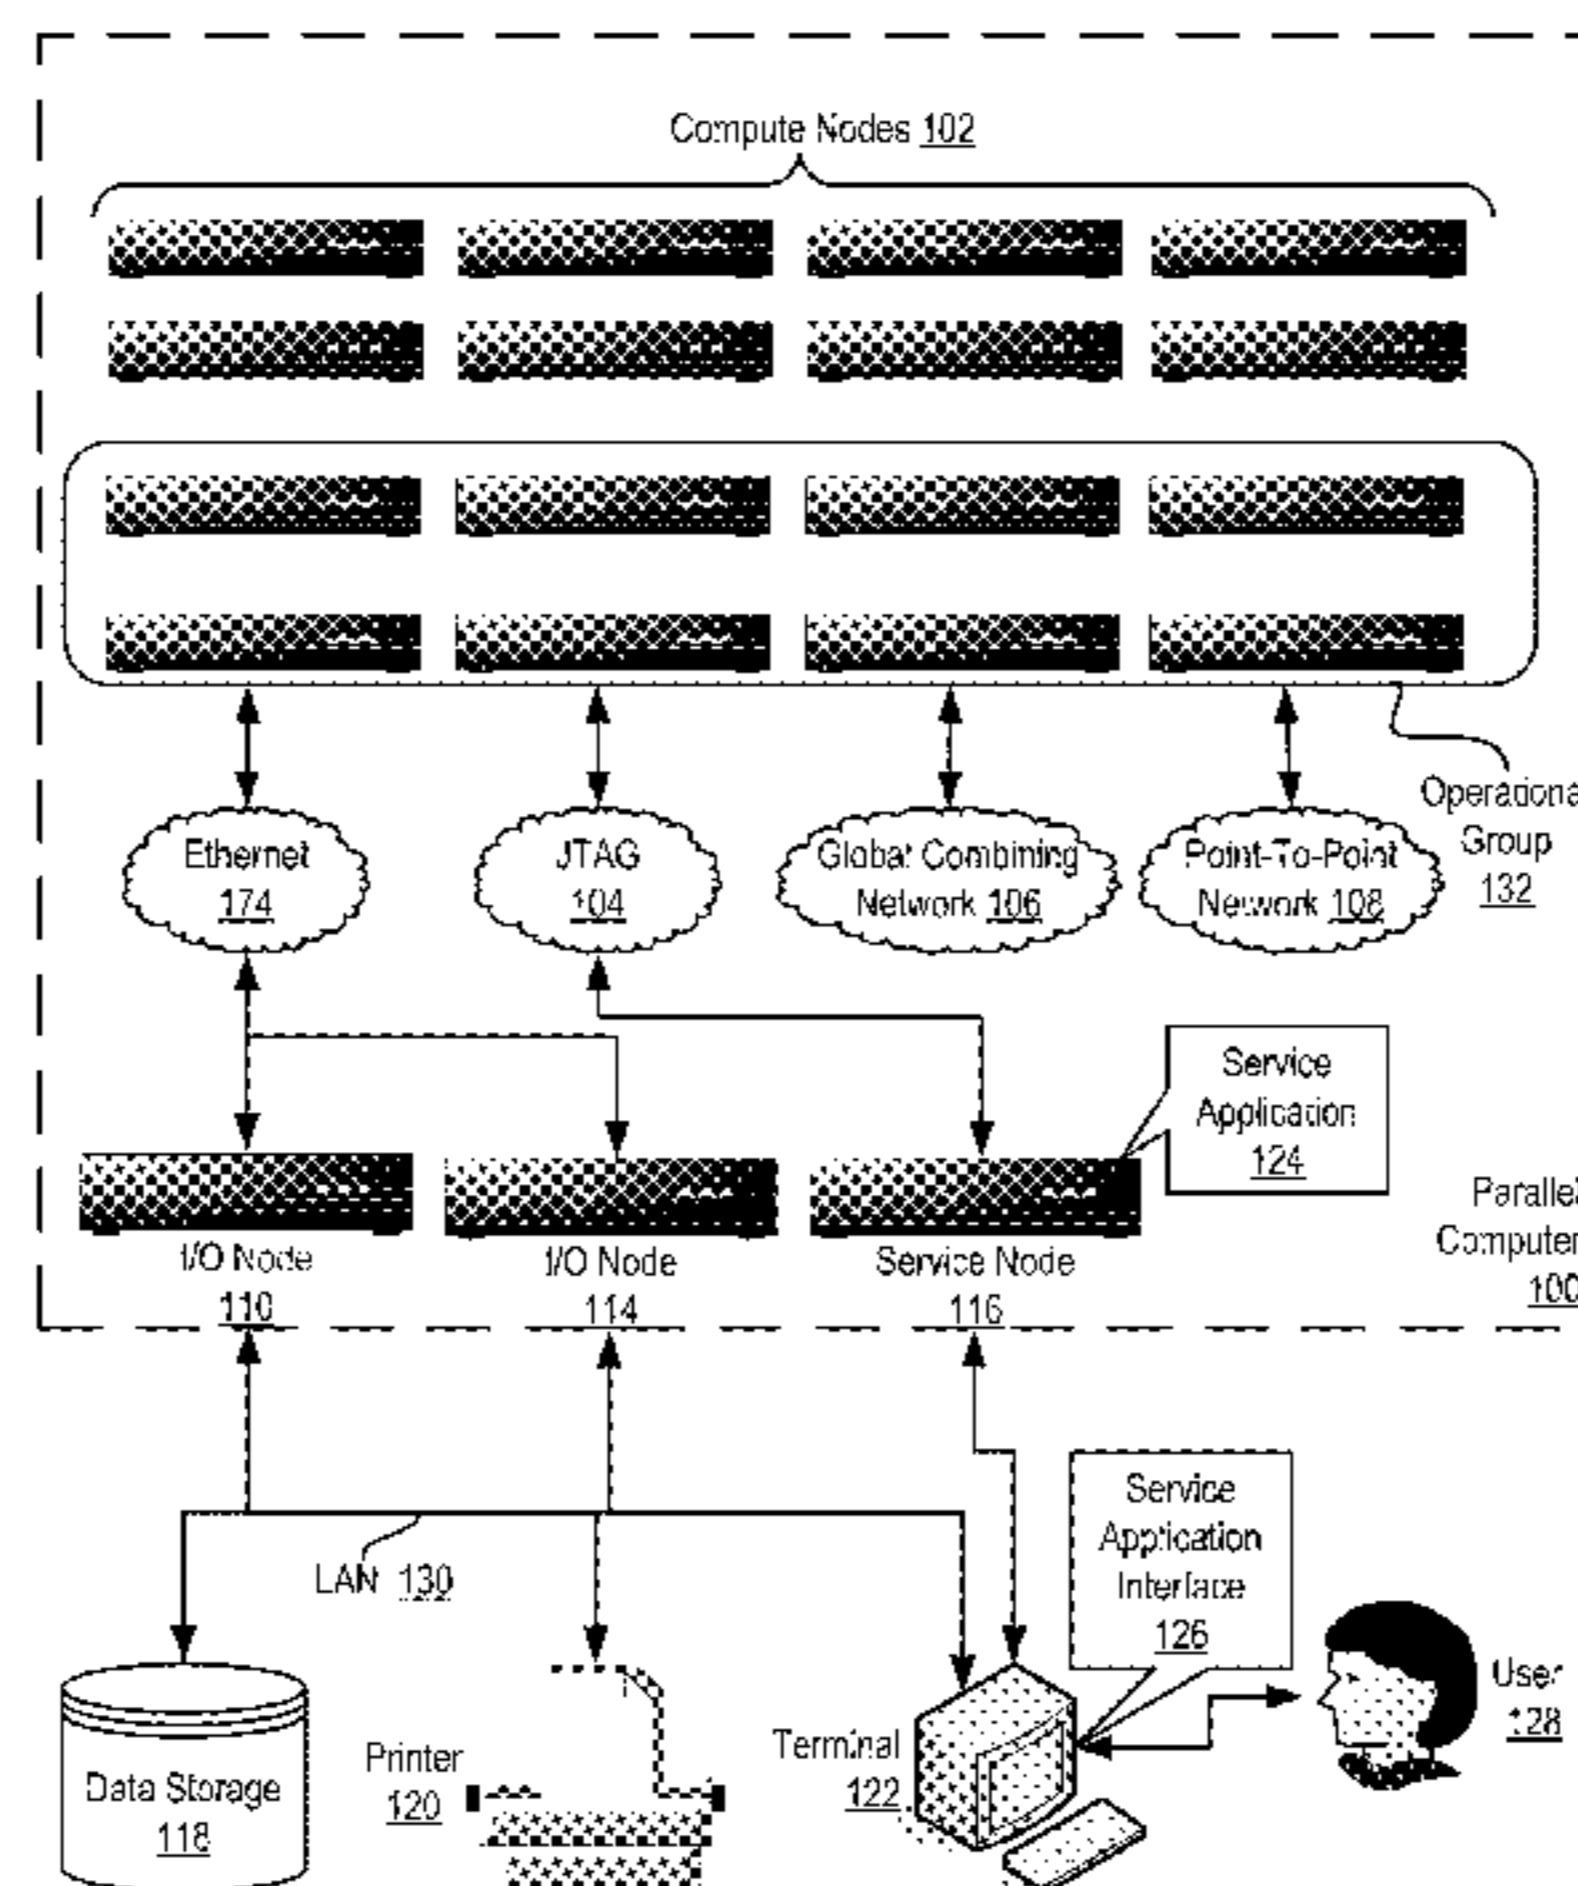 Compute Nodes 102
Operationa
Group
132
Ethernet
174
JTAG
104
Global Combining
Network 106
Point-To-Point
Network 108
Service
Application
124
Parallel
Computer
100
I/O Node
110
I/O Node
114
Service Node
116
LAN 130
Service
Application
Interface
126
User
128
Terminal
122
Printer
120
Data Storage
118